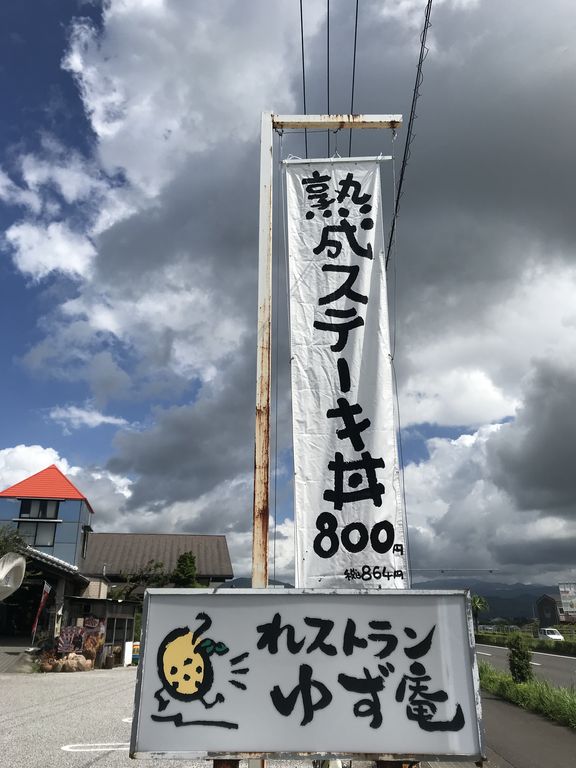 熟成ステーキ丼
800円
税込864円
れストラン
ゆず庵